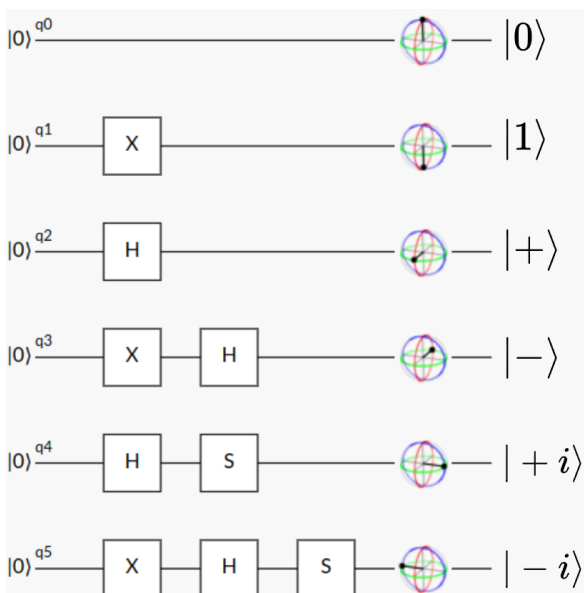 |0⟩ q0 |0⟩
|0⟩ q1 X |1⟩
|0⟩ q2 H |+⟩
|0⟩ q3 X H |−⟩
|0⟩ q4 H S | + i⟩
|0⟩ q5 X H S | − i⟩